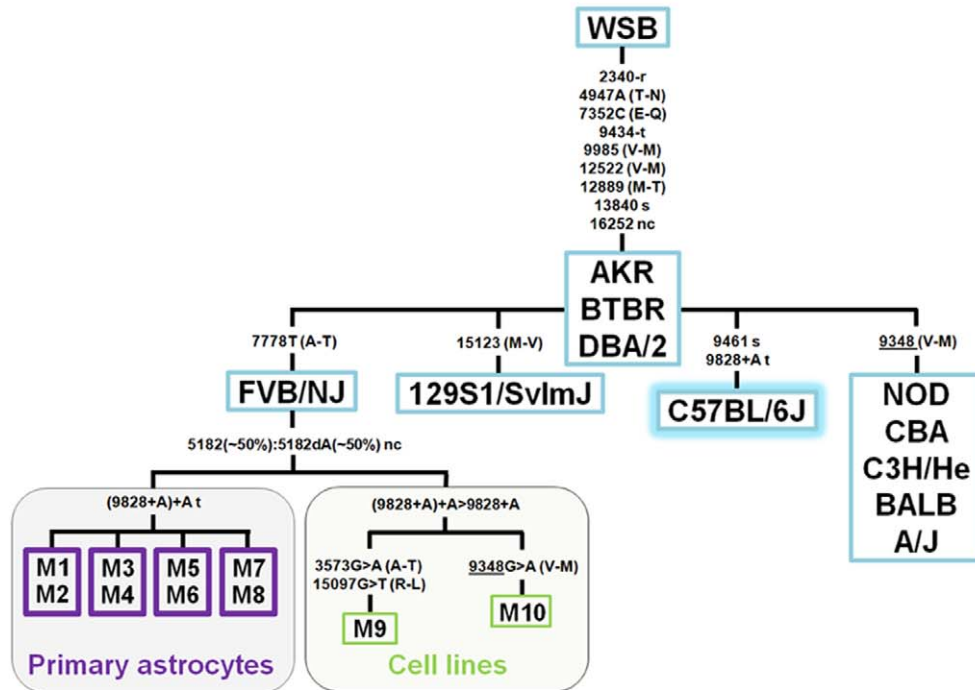 WSB
2340-r
4947A (T-N)
7352C (E-Q)
9434-t
9985 (V-M)
12522 (V-M)
12889 (M-T)
13840 s
16252 nc
AKR
BTBR
DBA/2
7778T (A-T)
FVB/NJ
15123 (M-V)
129S1/SvImJ
9461 s
9828+A t
C57BL/6J
9348 (V-M)
NOD
CBA
C3H/He
BALB
A/J
5182(~50%):5182dA(~50%) nc
(9828+A)+A t
M1
M2
M3
M4
M5
M6
M7
M8
Primary astrocytes
(9828+A)+A>9828+A
3573G>A (A-T)
15097G>T (R-L)
M9
9348G>A (V-M)
M10
Cell lines